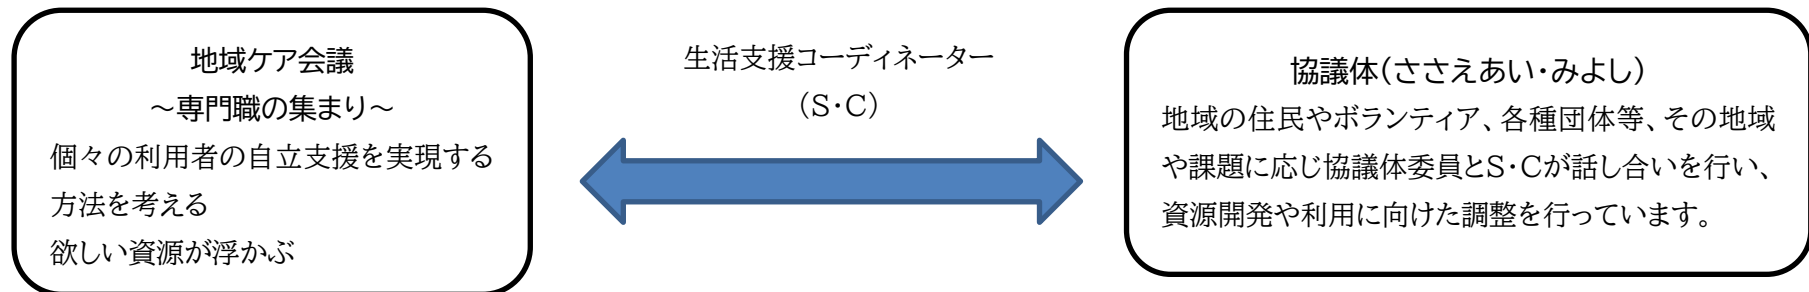 地域ケア会議
～専門職の集まり～
個々の利用者の自立支援を実現する
方法を考える
欲しい資源が浮かぶ
生活支援コーディネーター
(S・C)
協議体(ささえあい・みよし)
地域の住民やボランティア、各種団体等、その地域
や課題に応じ協議体委員とS・Cが話し合いを行い、
資源開発や利用に向けた調整を行っています。